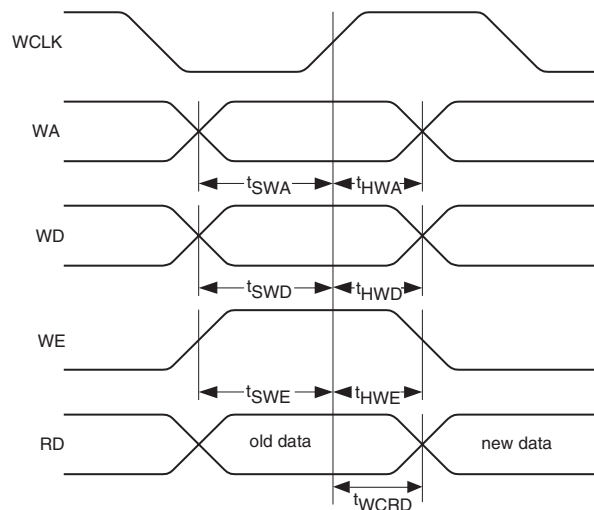 WCLK
WA
tSWA tHWA
WD
tSWD tHWD
WE
tSWE tHWE
RD old data new data
tWCRD